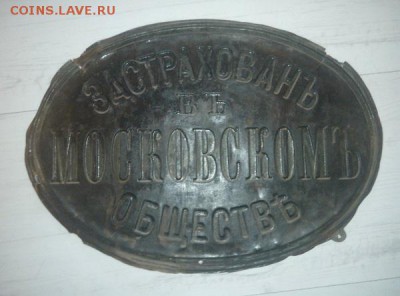 COINS.LAVE.RU
ЗАСТРАХОВАНЪ
ВЪ
МОСКОВСКОМЪ
ОБЩЕСТВѢ